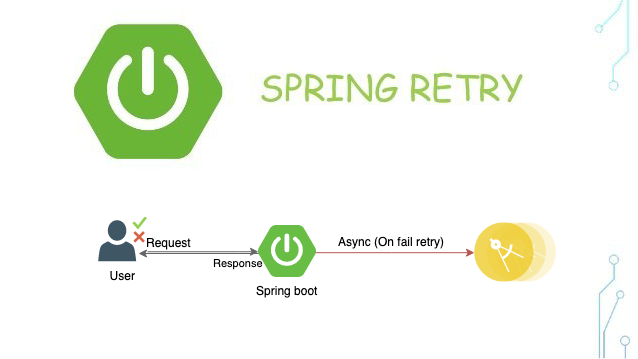 SPRING RETRY
Request
Async (On fail retry)
Response
User
Spring boot